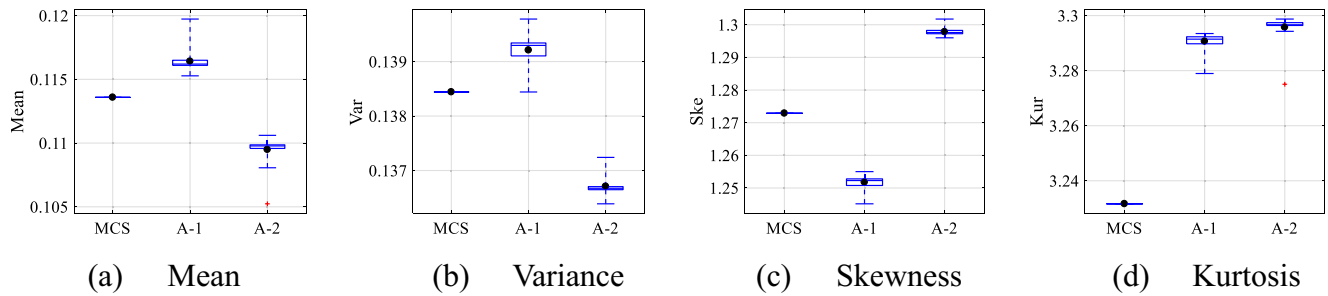 0.12
0.115
0.11
0.105
Mean
MCS A-1 A-2
(a) Mean
0.139
0.138
0.137
Var
MCS A-1 A-2
(b) Variance
1.3
1.29
1.28
1.27
1.26
1.25
Ske
MCS A-1 A-2
(c) Skewness
3.3
3.28
3.26
3.24
Kur
MCS A-1 A-2
(d) Kurtosis